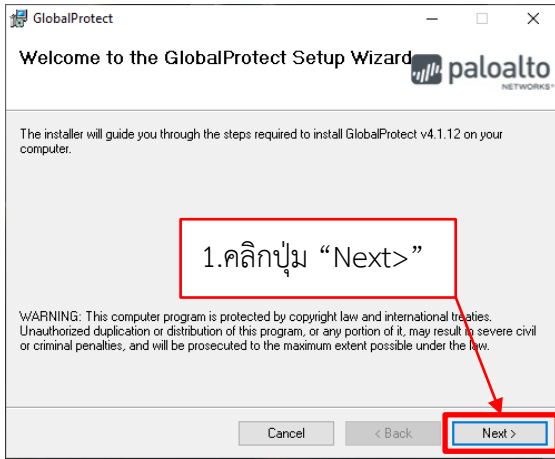 GlobalProtect
Welcome to the GlobalProtect Setup Wizard
paloalto
NETWORKS®
The installer will guide you through the steps required to install GlobalProtect v4.1.12 on your
computer.
1.คลิกปุ่ม “Next>”
WARNING: This computer program is protected by copyright law and international treaties.
Unauthorized duplication or distribution of this program, or any portion of it, may result in severe civil
or criminal penalties, and will be prosecuted to the maximum extent possible under the law.
Cancel
< Back
Next >